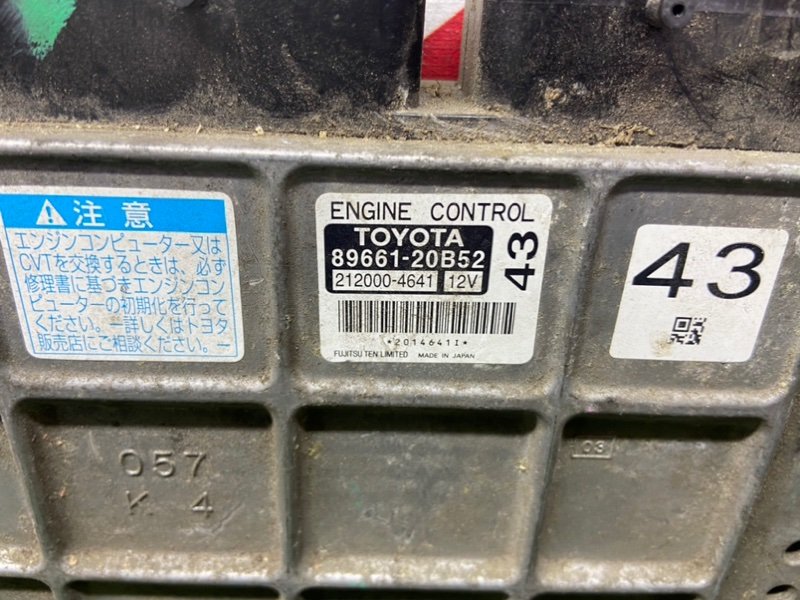 注意
エンジンコンピューター又は
CVTを交換するときは、必ず
修理書に基づきエンジンコン
ピューターの初期化を行って
ください。ー詳しくはトヨタ
販売店にご相談ください。ー
ENGINE CONTROL
TOYOTA
89661-20B52
212000-4641 12V
43
*2014641I*
FUJITSU TEN LIMITED MADE IN JAPAN
43
057
K 4
03